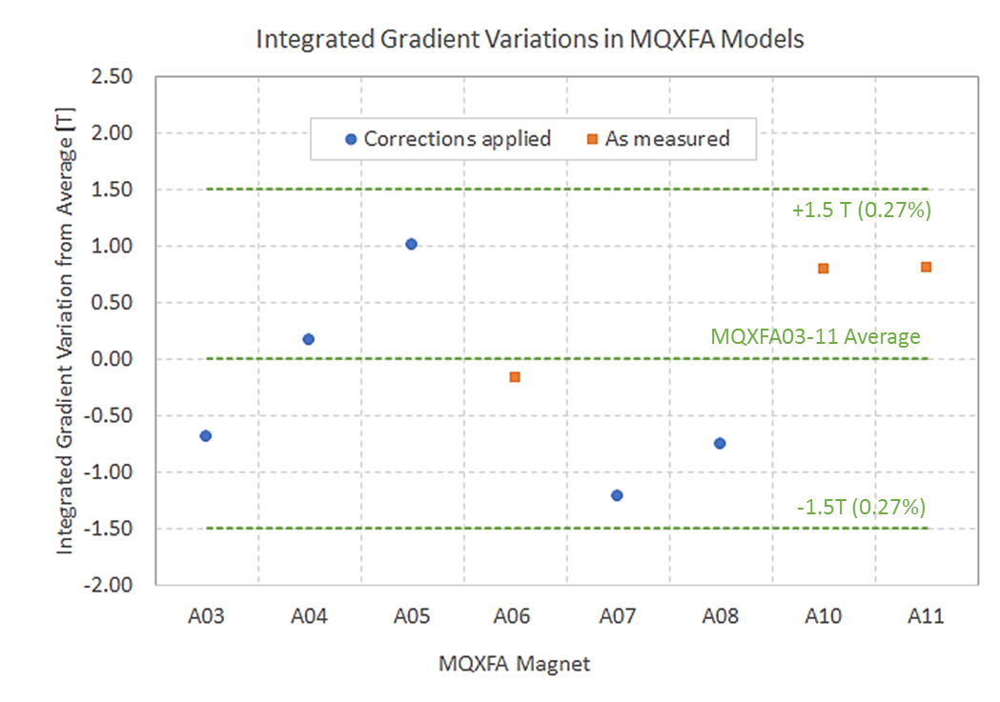 Integrated Gradient Variations in MQXFA Models
Integrated Gradient Variation from Average [T]
2.50
2.00
1.50
1.00
0.50
0.00
-0.50
-1.00
-1.50
-2.00
Corrections applied
As measured
+1.5 T (0.27%)
MQXFA03-11 Average
-1.5T (0.27%)
A03 A04 A05 A06 A07 A08 A10 A11
MQXFA Magnet